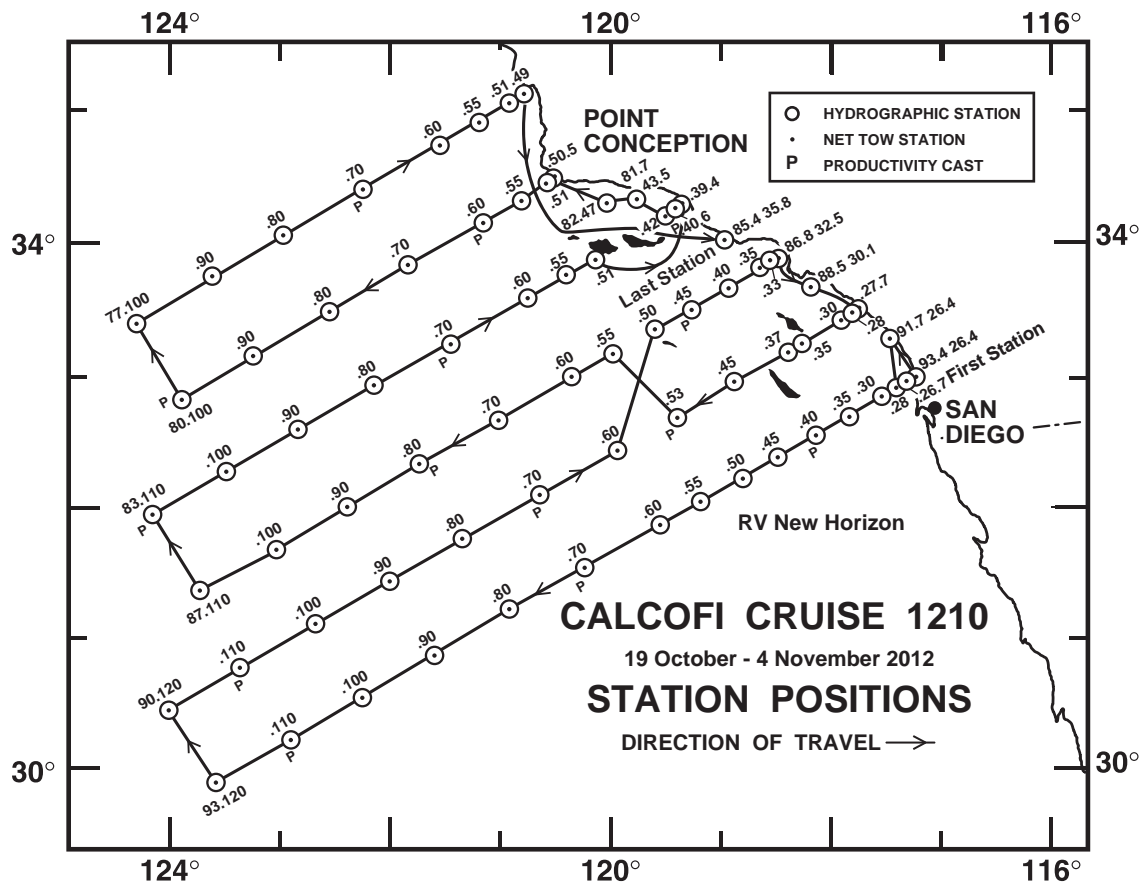 124° 120° 116°
POINT
CONCEPTION
HYDROGRAPHIC STATION
NET TOW STATION
P PRODUCTIVITY CAST
34° 34°
77.100 .90 .80 .70 P .60 .55 .51 .49
80.100 P .90 .80 .70 .60 P .55 .51 .50.5
82.47 81.7 43.5 .42 P .39.4 .40.6
83.110 P .100 .90 .80 .70 P .60 .55 .51
Last Station
85.4 35.8
86.8 32.5
88.5 30.1
87.110 .100 .90 .80 P .70 .60 .55
.53 P .45 .37 .35 .30 .28 .27.7
91.7 26.4
93.4 26.4
First Station
90.120 .110 P .100 .90 .80 .70 P .60 .50 .45 P .40 .35 .33
93.120 .110 P .100 .90 .80 .70 P .60 .55 .50 .45 .40 P .35 .30 .28 .26.7
SAN
DIEGO
RV New Horizon
CALCOFI CRUISE 1210
19 October - 4 November 2012
STATION POSITIONS
DIRECTION OF TRAVEL
30° 30°
124° 120° 116°